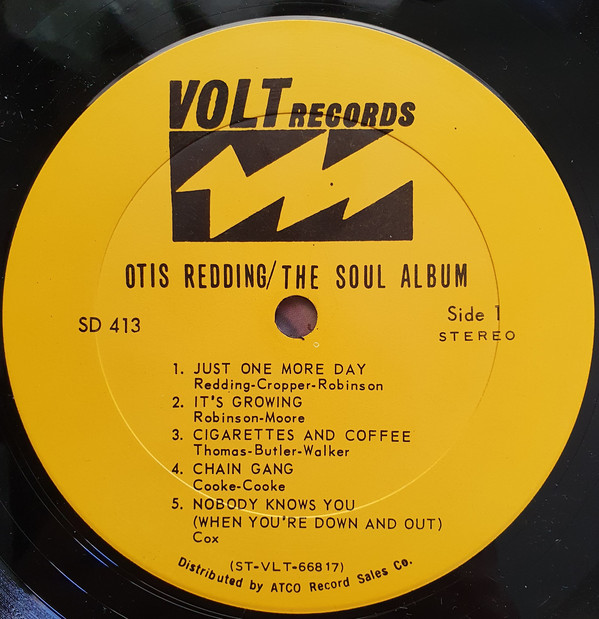 VOLT RECORDS
OTIS REDDING/THE SOUL ALBUM
SD 413
Side 1
STEREO
1. JUST ONE MORE DAY
Redding-Cropper-Robinson
2. IT'S GROWING
Robinson-Moore
3. CIGARETTES AND COFFEE
Thomas-Butler-Walker
4. CHAIN GANG
Cooke-Cooke
5. NOBODY KNOWS YOU
(WHEN YOU'RE DOWN AND OUT)
Cox
(ST-VLT-66817)
Distributed by ATCO Record Sales Co.